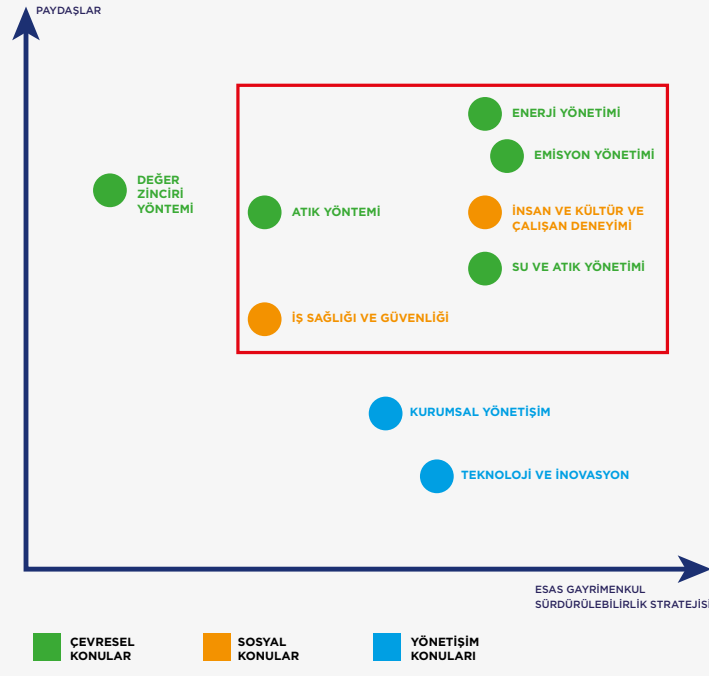 PAYDAŞLAR
ENERJİ YÖNETİMİ
EMİSYON YÖNETİMİ
DEĞER
ZİNCİRİ
YÖNTEMİ
ATIK YÖNTEMİ
İNSAN VE KÜLTÜR VE
ÇALIŞAN DENEYİMİ
SU VE ATIK YÖNETİMİ
İŞ SAĞLIĞI VE GÜVENLİĞİ
KURUMSAL YÖNETİŞİM
TEKNOLOJİ VE İNOVASYON
ESAS GAYRİMENKUL
SÜRDÜRÜLEBİLİRLİK STRATEJİSİ
ÇEVRESEL
KONULAR
SOSYAL
KONULAR
YÖNETİŞİM
KONULARI